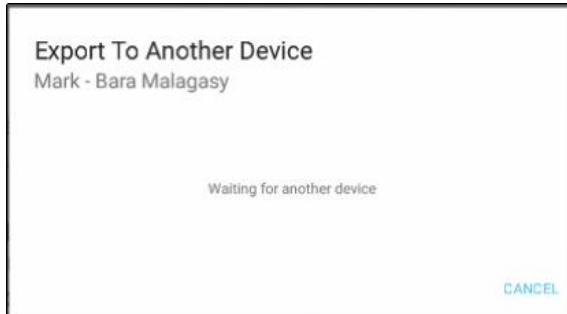 Export To Another Device
Mark - Bara Malagasy
Waiting for another device
CANCEL